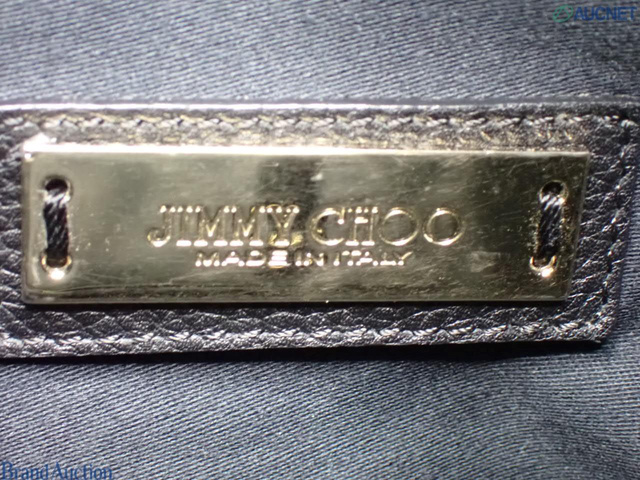 AUCNET
JIMMY CHOO
MADE IN ITALY
Brand Auction